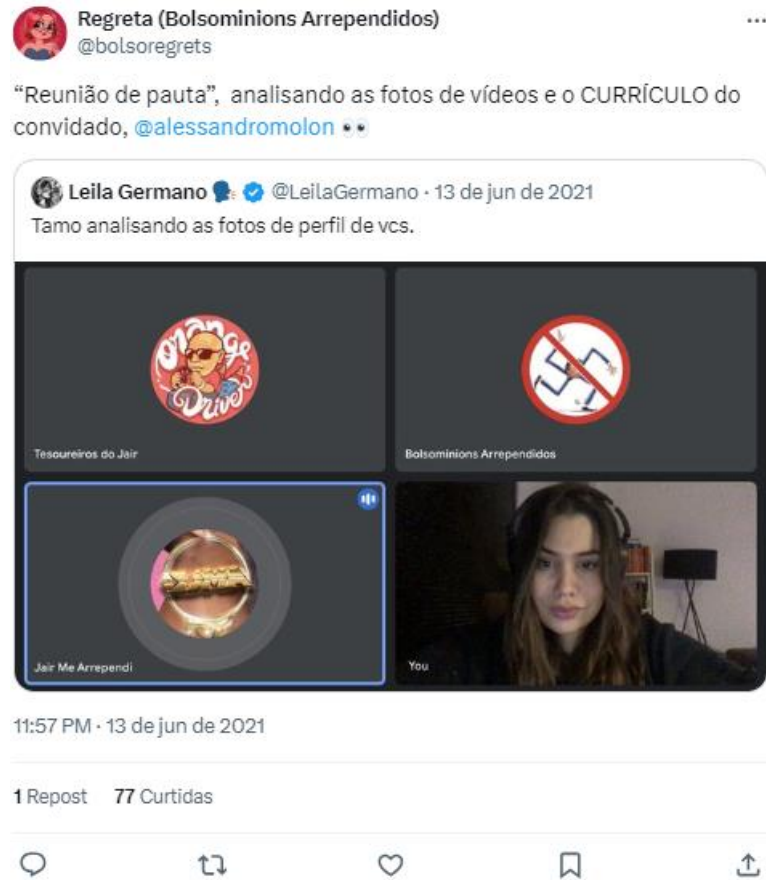 Regreta (Bolsominions Arrependidos)
@bolsoregrets
“Reunião de pauta”, analisando as fotos de vídeos e o CURRÍCULO do
convidado, @alessandromolon 👀
Leila Germano 🗣️ @LeilaGermano · 13 de jun de 2021
Tamo analisando as fotos de perfil de vcs.
Orange
Driver
Tesoureiros do Jair
Bolsominions Arrependidos
Jair Me Arrependi
You
11:57 PM · 13 de jun de 2021
1 Repost 77 Curtidas